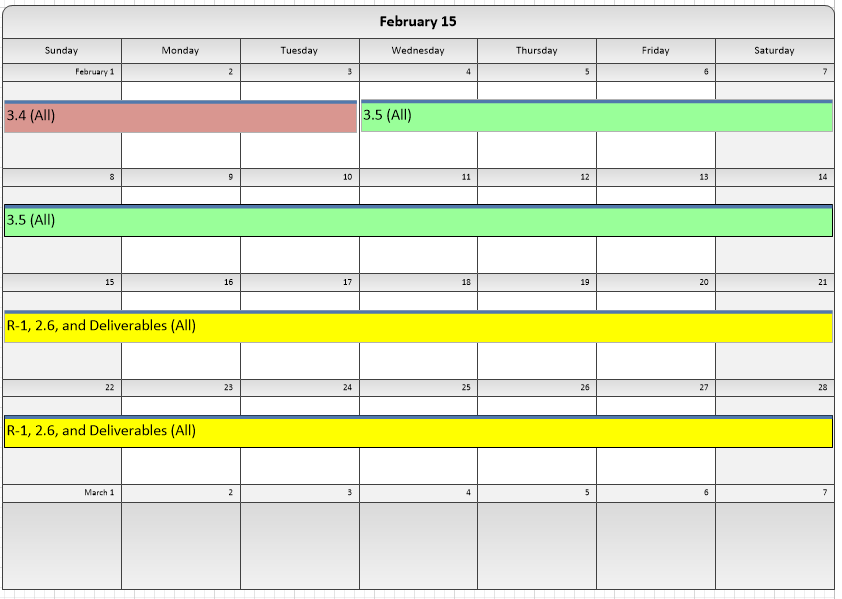 February 15
Sunday Monday Tuesday Wednesday Thursday Friday Saturday
February 1 2 3 4 5 6 7
3.4 (All) 3.5 (All)
8 9 10 11 12 13 14
3.5 (All)
15 16 17 18 19 20 21
R-1, 2.6, and Deliverables (All)
22 23 24 25 26 27 28
R-1, 2.6, and Deliverables (All)
March 1 2 3 4 5 6 7